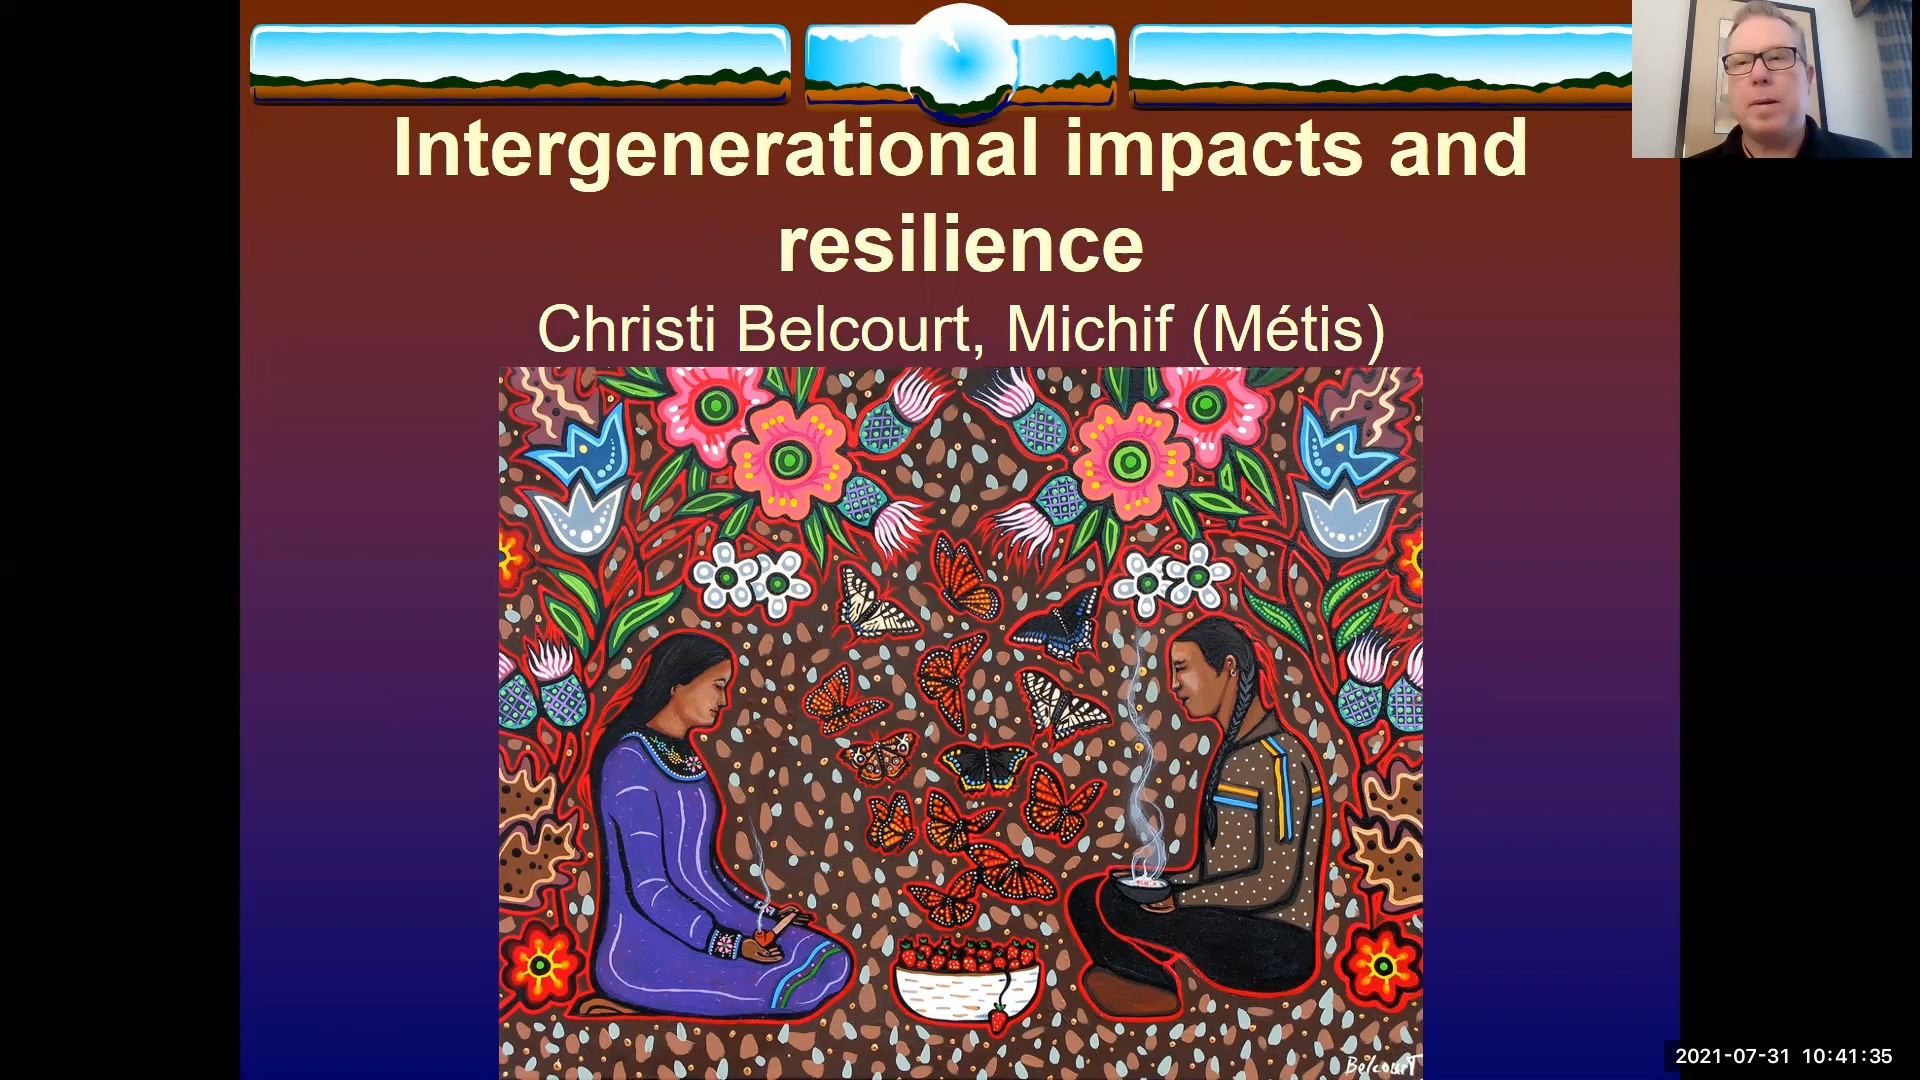 Intergenerational impacts and
resilience
Christi Belcourt, Michif (Métis)
Belcourt
2021-07-31 10:41:35